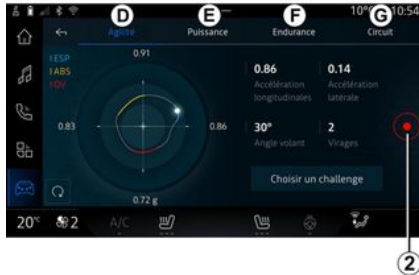 D E F G
10°C 10:54
Agilité Puissance Endurance Circuit
ESP
ABS
OV
0.91
0.83
0.86
0.72 g
0.86 0.14
Accélération Accélération
longitudinales latérale
30° 2
Angle volant Virages
Choisir un challenge
20°C 2 A/C
2